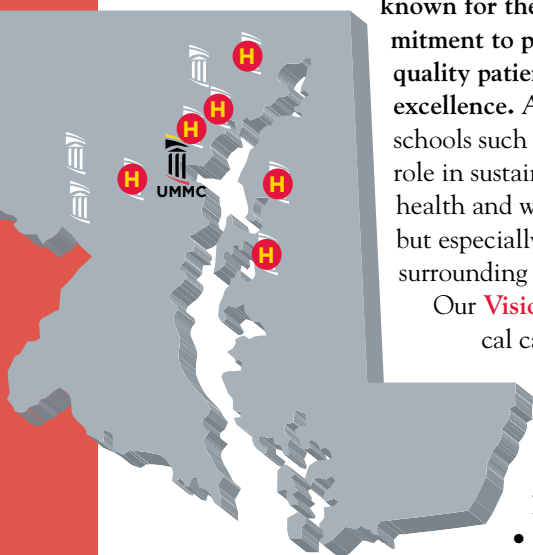 known for the
mitment to p
quality patie
excellence. A
schools such
role in sustai
health and w
but especially
surrounding
Our Visio
cal ca
•
H
H
H
H
H
H
UMMC